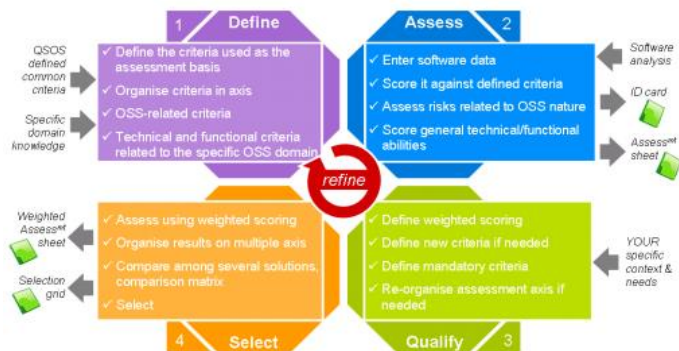 1 Define
Assess 2
QSOS
defined
common
criteria
Specific
domain
knowledge
✓ Define the criteria used as the
assessment basis
✓ Organise criteria in axis
✓ OSS-related criteria
✓ Technical and functional criteria
related to the specific OSS domain
✓ Enter software data
✓ Score it against defined criteria
✓ Assess risks related to OSS nature
✓ Score general technical/functional
abilities
Software
analysis
ID card
Assessmt
sheet
refine
Weighted
Assessmt
sheet
Selection
grid
✓ Assess using weighted scoring
✓ Organise results on multiple axis
✓ Compare among several solutions,
comparison matrix
✓ Select
✓ Define weighted scoring
✓ Define new criteria if needed
✓ Define mandatory criteria
✓ Re-organise assessment axis if
needed
YOUR
specific
context &
needs
4 Select
Qualify 3